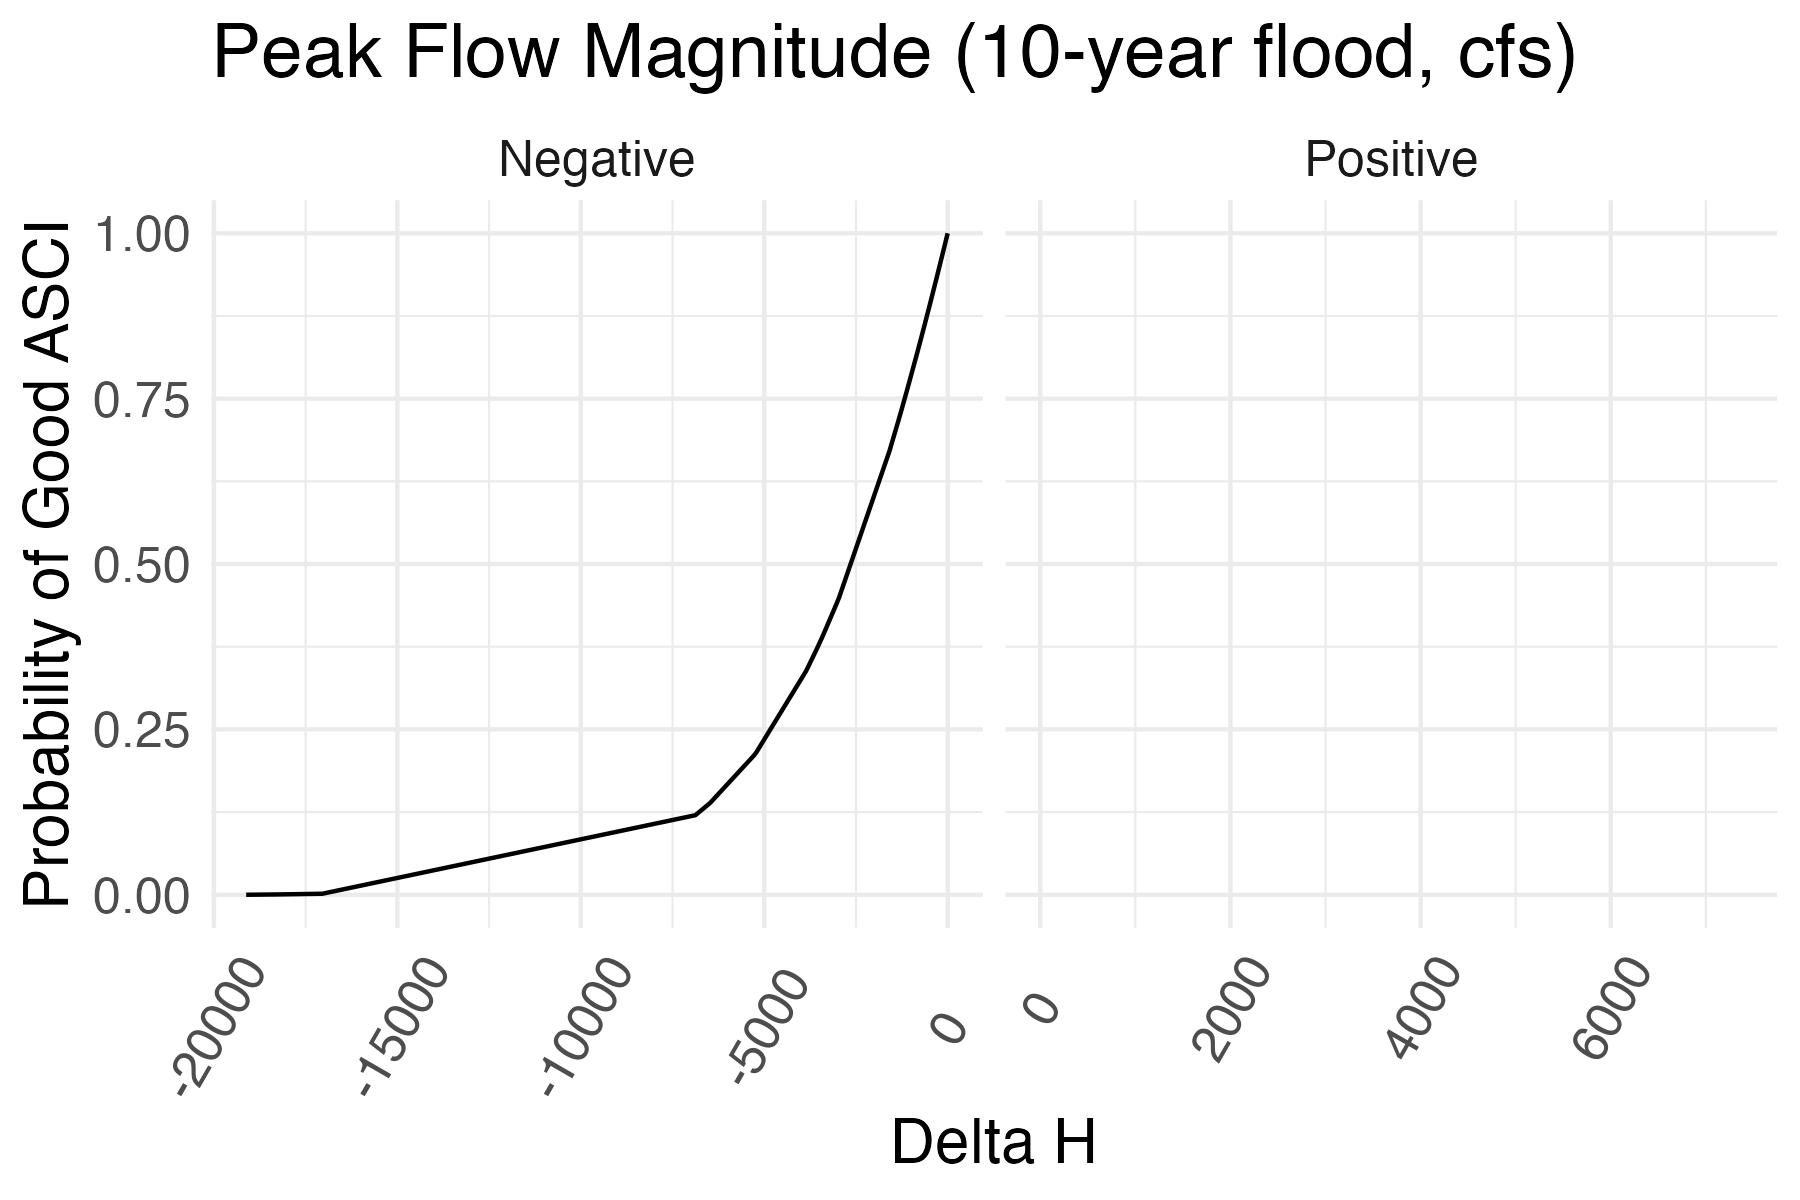 Peak Flow Magnitude (10-year flood, cfs)
Negative
Positive
Probability of Good ASCI
1.00
0.75
0.50
0.25
0.00
-20000
-15000
-10000
-5000
0
0
2000
4000
6000
Delta H